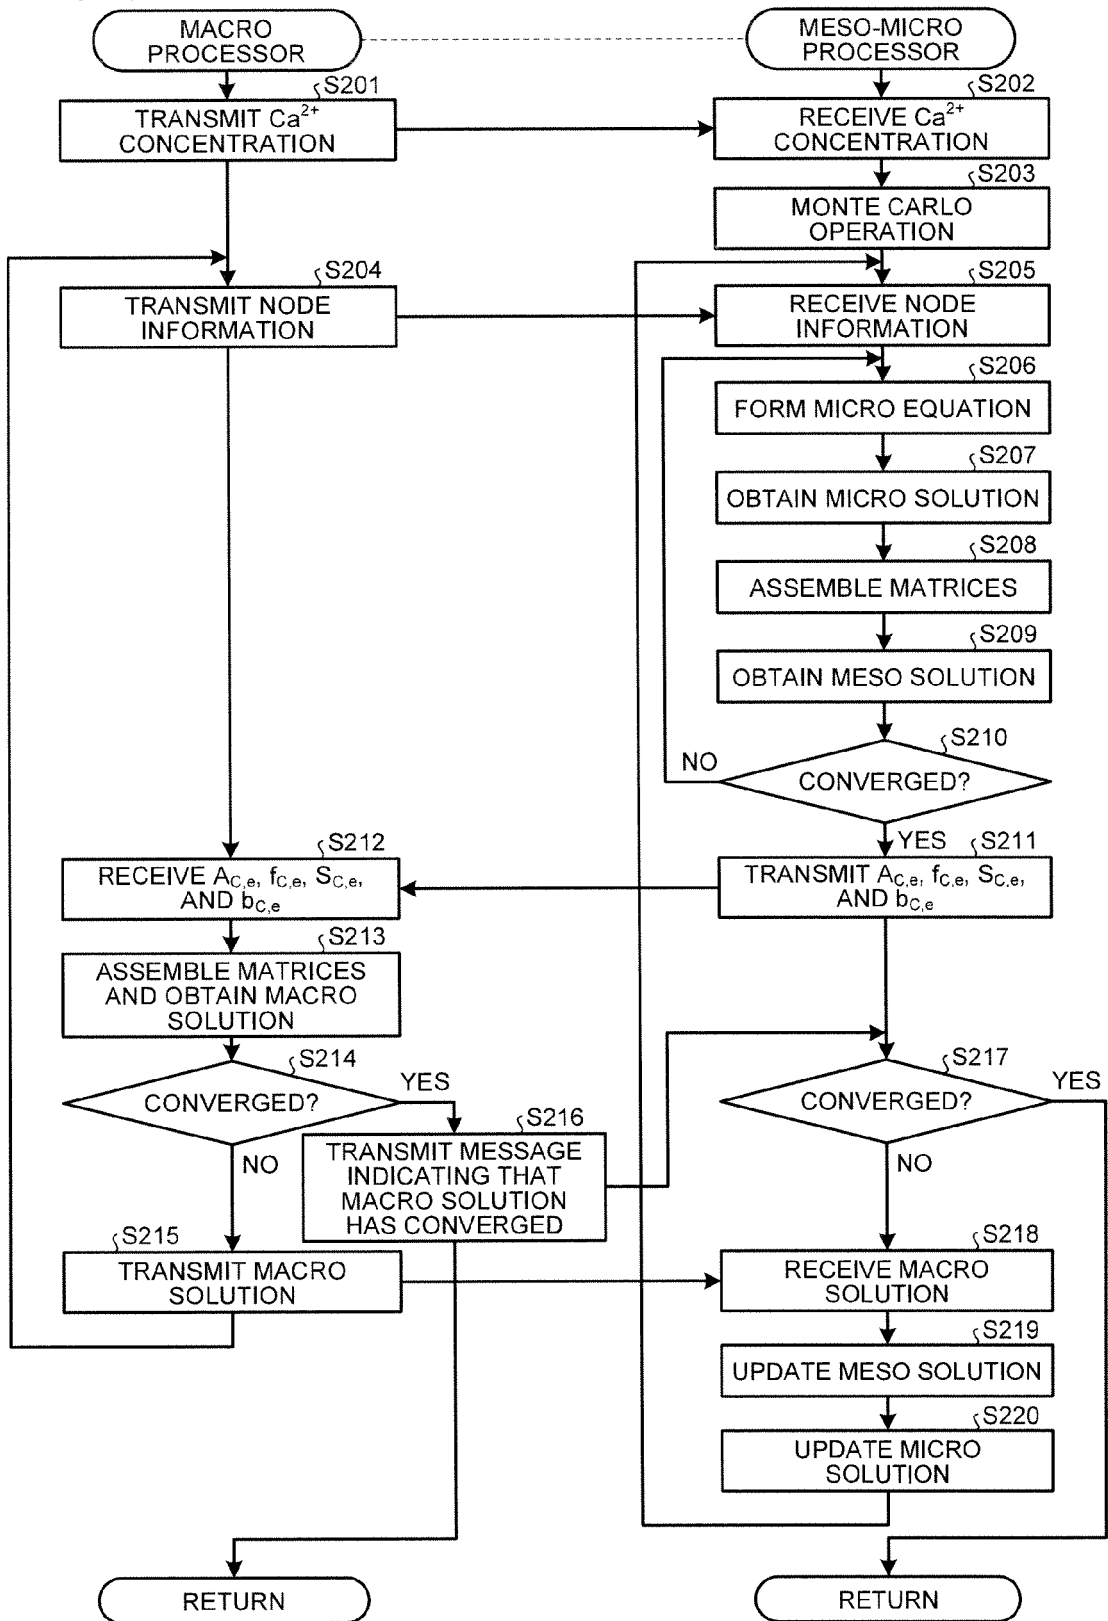 MACRO
PROCESSOR
MESO-MICRO
PROCESSOR
S201
TRANSMIT Ca2+
CONCENTRATION
S202
RECEIVE Ca2+
CONCENTRATION
S203
MONTE CARLO
OPERATION
S204
TRANSMIT NODE
INFORMATION
S205
RECEIVE NODE
INFORMATION
S206
FORM MICRO EQUATION
S207
OBTAIN MICRO SOLUTION
S208
ASSEMBLE MATRICES
S209
OBTAIN MESO SOLUTION
S210
NO
CONVERGED?
YES
S211
TRANSMIT AC,e, fC,e, SC,e,
AND bC,e
S212
RECEIVE AC,e, fC,e, SC,e,
AND bC,e
S213
ASSEMBLE MATRICES
AND OBTAIN MACRO
SOLUTION
S214
YES
CONVERGED?
NO
S216
TRANSMIT MESSAGE
INDICATING THAT
MACRO SOLUTION
HAS CONVERGED
S217
YES
CONVERGED?
NO
S215
TRANSMIT MACRO
SOLUTION
S218
RECEIVE MACRO
SOLUTION
S219
UPDATE MESO SOLUTION
S220
UPDATE MICRO
SOLUTION
RETURN
RETURN